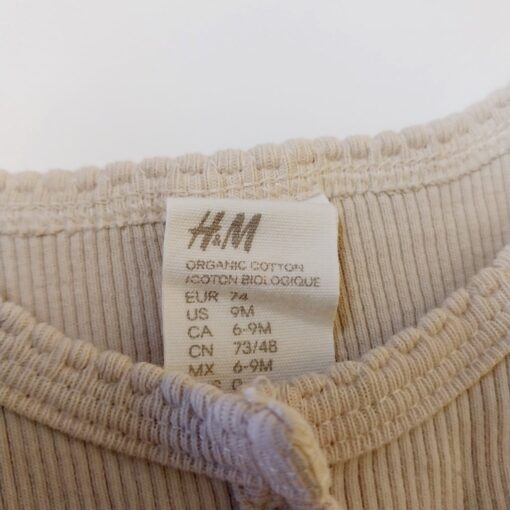 H&M
ORGANIC COTTON
/COTON BIOLOGIQUE
EUR 74
US 9M
CA 6-9M
CN 73/48
MX 6-9M